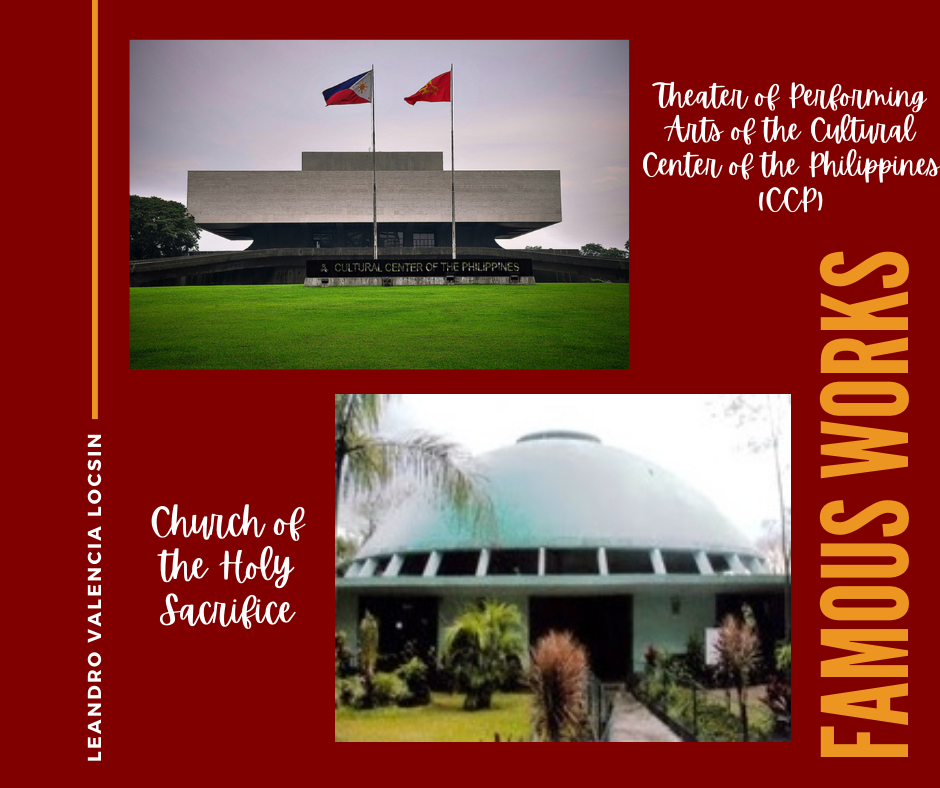 Theater of Performing
Arts of the Cultural
Center of the Philippines
(CCP)
CULTURAL CENTER OF THE PHILIPPINES
FAMOUS WORKS
LEANDRO VALENCIA LOCSIN
Church of
the Holy
Sacrifice